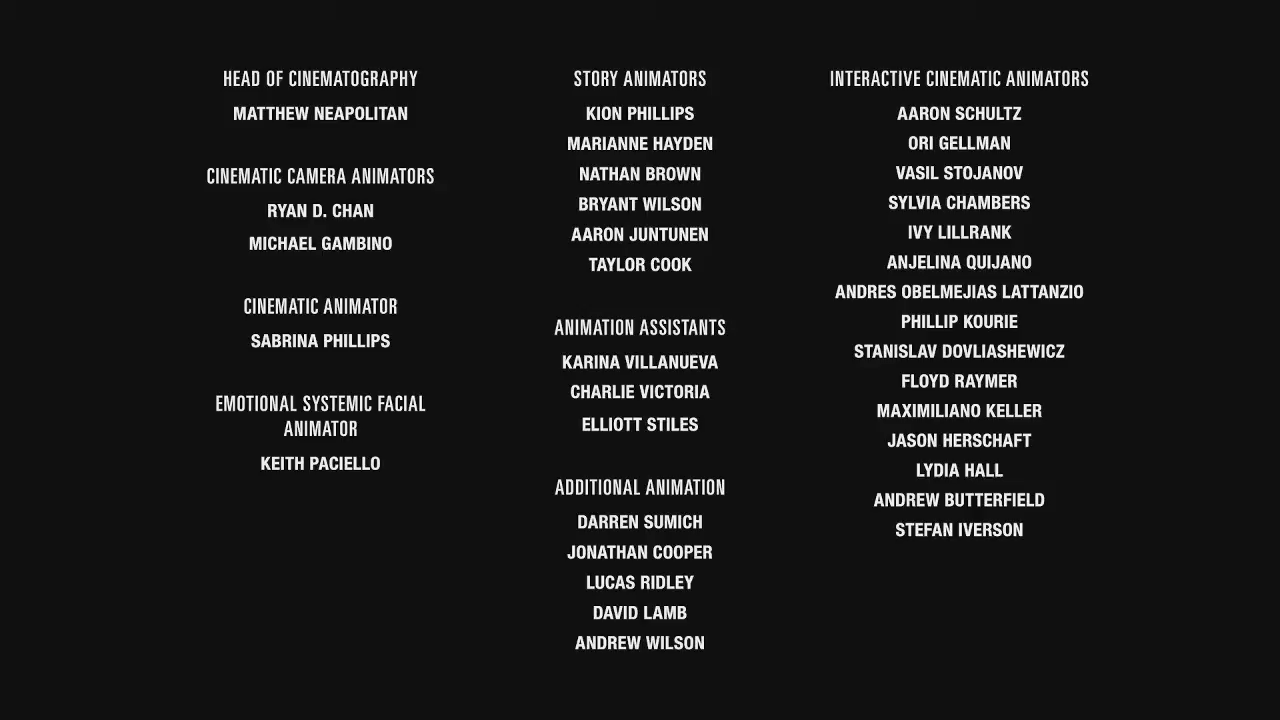 HEAD OF CINEMATOGRAPHY
MATTHEW NEAPOLITAN
CINEMATIC CAMERA ANIMATORS
RYAN D. CHAN
MICHAEL GAMBINO
CINEMATIC ANIMATOR
SABRINA PHILLIPS
EMOTIONAL SYSTEMIC FACIAL
ANIMATOR
KEITH PACIELLO
STORY ANIMATORS
KION PHILLIPS
MARIANNE HAYDEN
NATHAN BROWN
BRYANT WILSON
AARON JUNTUNEN
TAYLOR COOK
ANIMATION ASSISTANTS
KARINA VILLANUEVA
CHARLIE VICTORIA
ELLIOTT STILES
ADDITIONAL ANIMATION
DARREN SUMICH
JONATHAN COOPER
LUCAS RIDLEY
DAVID LAMB
ANDREW WILSON
INTERACTIVE CINEMATIC ANIMATORS
AARON SCHULTZ
ORI GELLMAN
VASIL STOJANOV
SYLVIA CHAMBERS
IVY LILLRANK
ANJELINA QUIJANO
ANDRES OBELMEJIAS LATTANZIO
PHILLIP KOURIE
STANISLAV DOVLIASHEWICZ
FLOYD RAYMER
MAXIMILIANO KELLER
JASON HERSCHAFT
LYDIA HALL
ANDREW BUTTERFIELD
STEFAN IVERSON